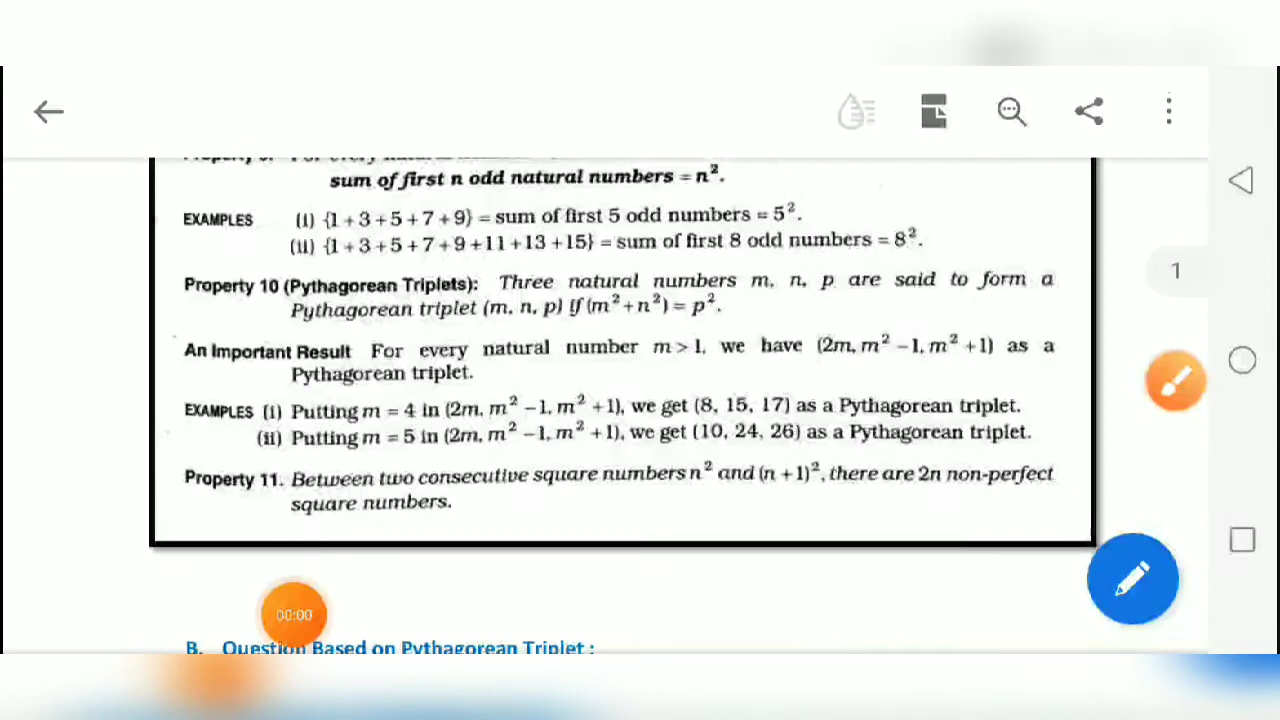 sum of first n odd natural numbers = n².
EXAMPLES (i) {1+3+5+7+9} = sum of first 5 odd numbers = 5².
(ii) {1+3+5+7+9+11+13+15} = sum of first 8 odd numbers = 8².
Property 10 (Pythagorean Triplets): Three natural numbers m, n, p are said to form a
Pythagorean triplet (m, n, p) if (m²+n²) = p².
An Important Result For every natural number m > 1, we have (2m, m² −1, m² +1) as a
Pythagorean triplet.
EXAMPLES (i) Putting m = 4 in (2m, m² −1, m² +1), we get (8, 15, 17) as a Pythagorean triplet.
(ii) Putting m = 5 in (2m, m² −1, m² +1), we get (10, 24, 26) as a Pythagorean triplet.
Property 11. Between two consecutive square numbers n² and (n +1)², there are 2n non-perfect
square numbers.
1
00:00
B. Question Based on Pythagorean Triplet :